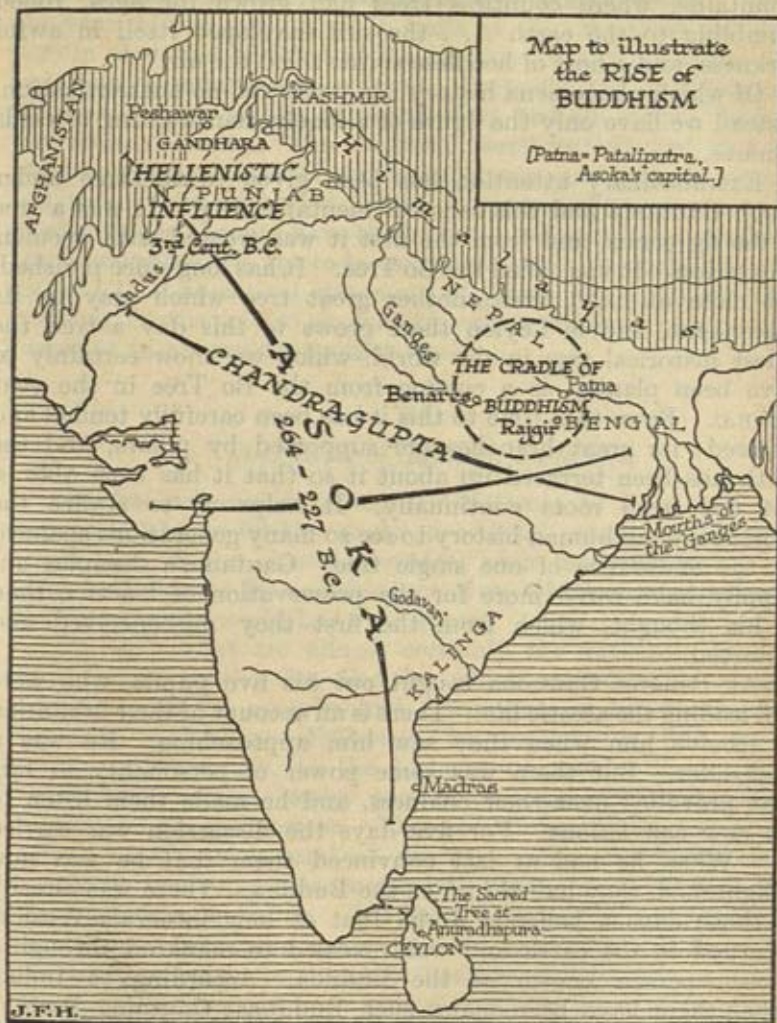 Map to illustrate
the RISE of
BUDDHISM
[Patna = Pataliputra,
Asoka's capital.]
AFGHANISTAN
KASHMIR
Peshawar
GANDHARA
HELLENISTIC
PUNJAB
INFLUENCE
3rd Cent. B.C.
Indus
Himalayas
NEPAL
Ganges
THE CRADLE OF
BUDDHISM
Patna
Benares
Rajgir
BENGAL
CHANDRAGUPTA
ASOKA
264–227 B.C.
Mouths of
the Ganges
Godavari
KALINGA
Madras
The Sacred
Tree at
Anuradhapura
CEYLON
J.F.H.